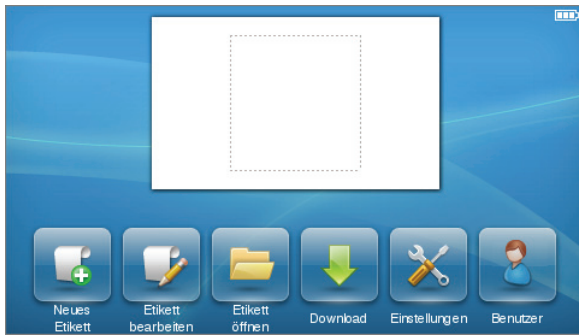 Neues
Etikett
Etikett
bearbeiten
Etikett
öffnen
Download
Einstellungen
Benutzer